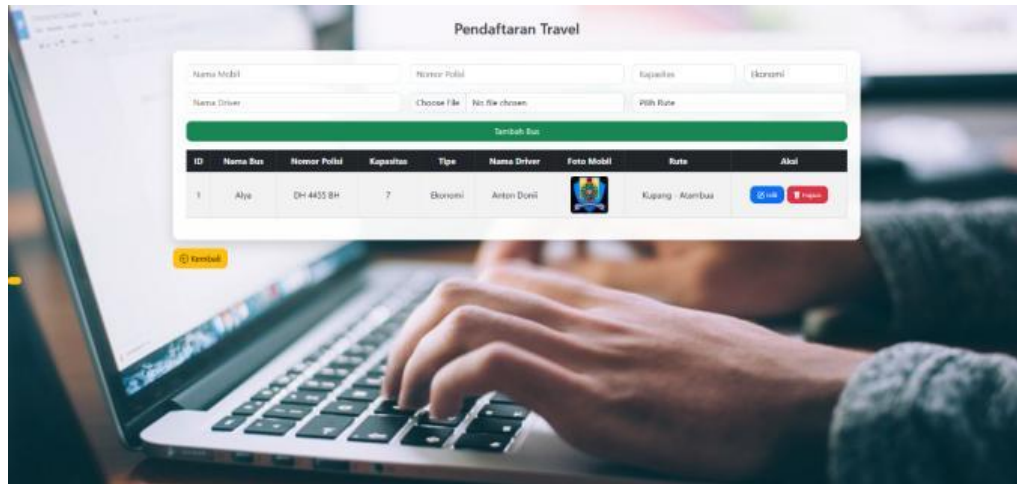 Pendaftaran Travel
Nama Mobil Nomor Polisi Kapasitas Ekonomi
Nama Driver Choose File No file chosen Pilih Rute
Tambah Bus
ID Nama Bus Nomor Polisi Kapasitas Tipe Nama Driver Foto Mobil Rute Aksi
1 Alya DH 4455 BH 7 Ekonomi Anton Donii Kupang - Atambua Edit Hapus
Kembali